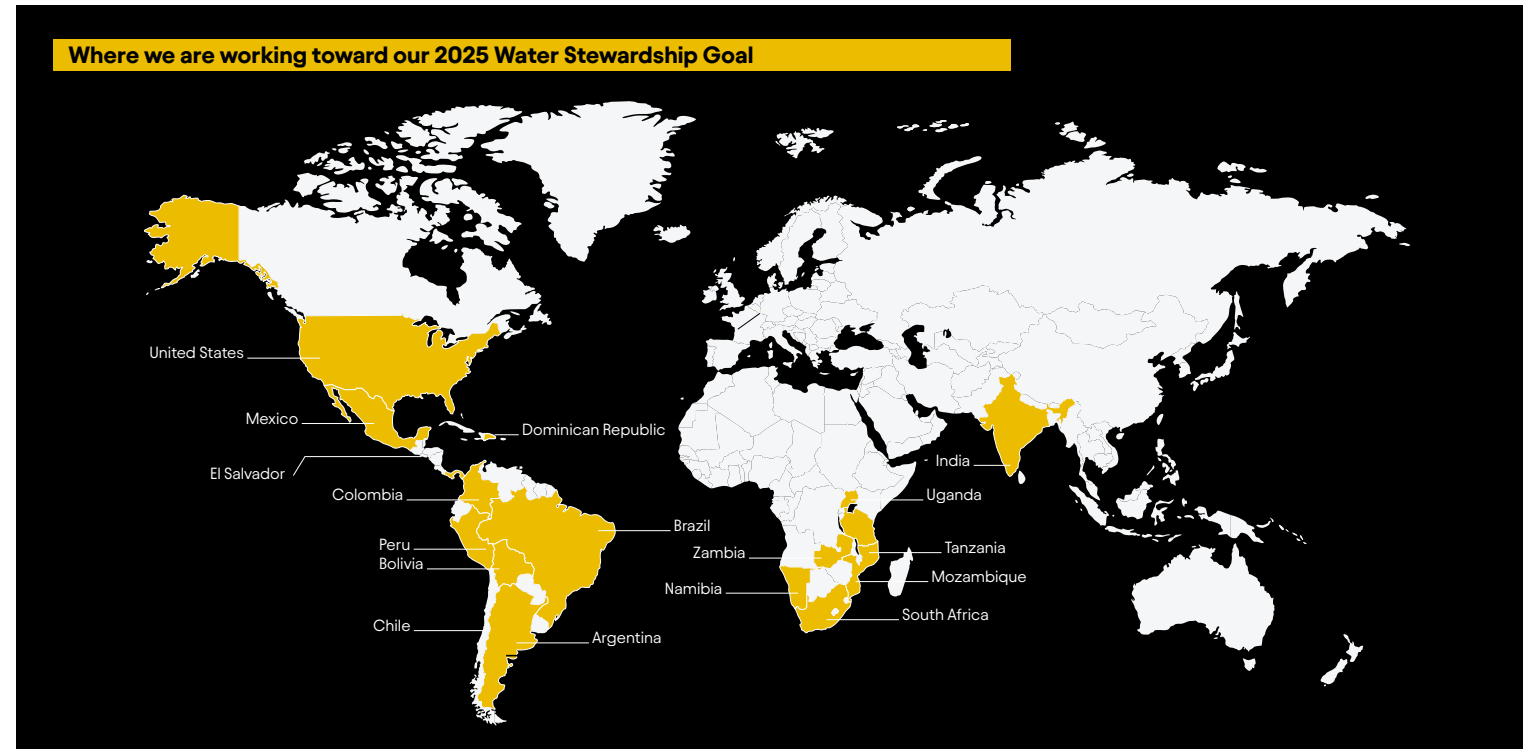 Where we are working toward our 2025 Water Stewardship Goal
United States
Mexico
Dominican Republic
El Salvador
India
Colombia
Uganda
Brazil
Peru
Zambia
Tanzania
Bolivia
Mozambique
Namibia
South Africa
Chile
Argentina